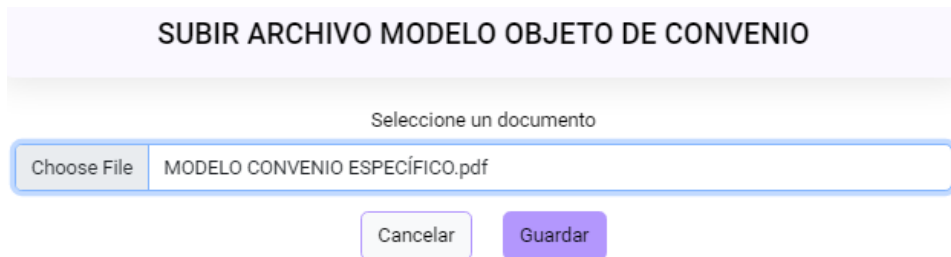 SUBIR ARCHIVO MODELO OBJETO DE CONVENIO
Seleccione un documento
Choose File MODELO CONVENIO ESPECÍFICO.pdf
Cancelar Guardar